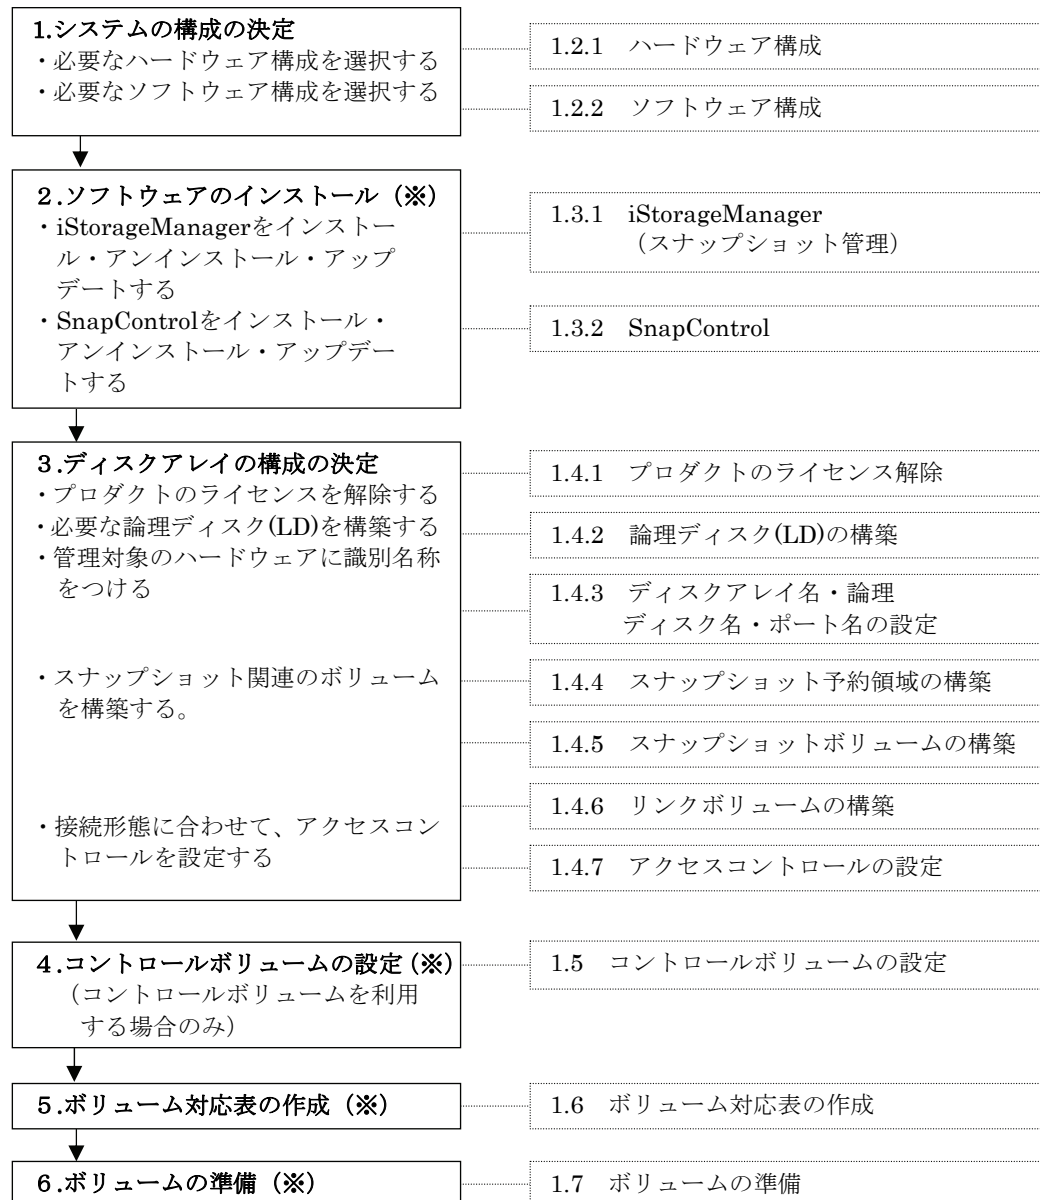 1.システムの構成の決定
・必要なハードウェア構成を選択する
・必要なソフトウェア構成を選択する
1.2.1 ハードウェア構成
1.2.2 ソフトウェア構成
２.ソフトウェアのインストール（※）
・iStorageManagerをインストー
ル・アンインストール・アップ
デートする
・SnapControlをインストール・
アンインストール・アップデー
トする
1.3.1 iStorageManager
（スナップショット管理）
1.3.2 SnapControl
３.ディスクアレイの構成の決定
・プロダクトのライセンスを解除する
・必要な論理ディスク(LD)を構築する
・管理対象のハードウェアに識別名称
をつける
・スナップショット関連のボリューム
を構築する。
・接続形態に合わせて、アクセスコン
トロールを設定する
1.4.1 プロダクトのライセンス解除
1.4.2 論理ディスク(LD)の構築
1.4.3 ディスクアレイ名・論理
ディスク名・ポート名の設定
1.4.4 スナップショット予約領域の構築
1.4.5 スナップショットボリュームの構築
1.4.6 リンクボリュームの構築
1.4.7 アクセスコントロールの設定
４.コントロールボリュームの設定（※）
（コントロールボリュームを利用
する場合のみ）
1.5 コントロールボリュームの設定
５.ボリューム対応表の作成（※）
1.6 ボリューム対応表の作成
６.ボリュームの準備（※）
1.7 ボリュームの準備